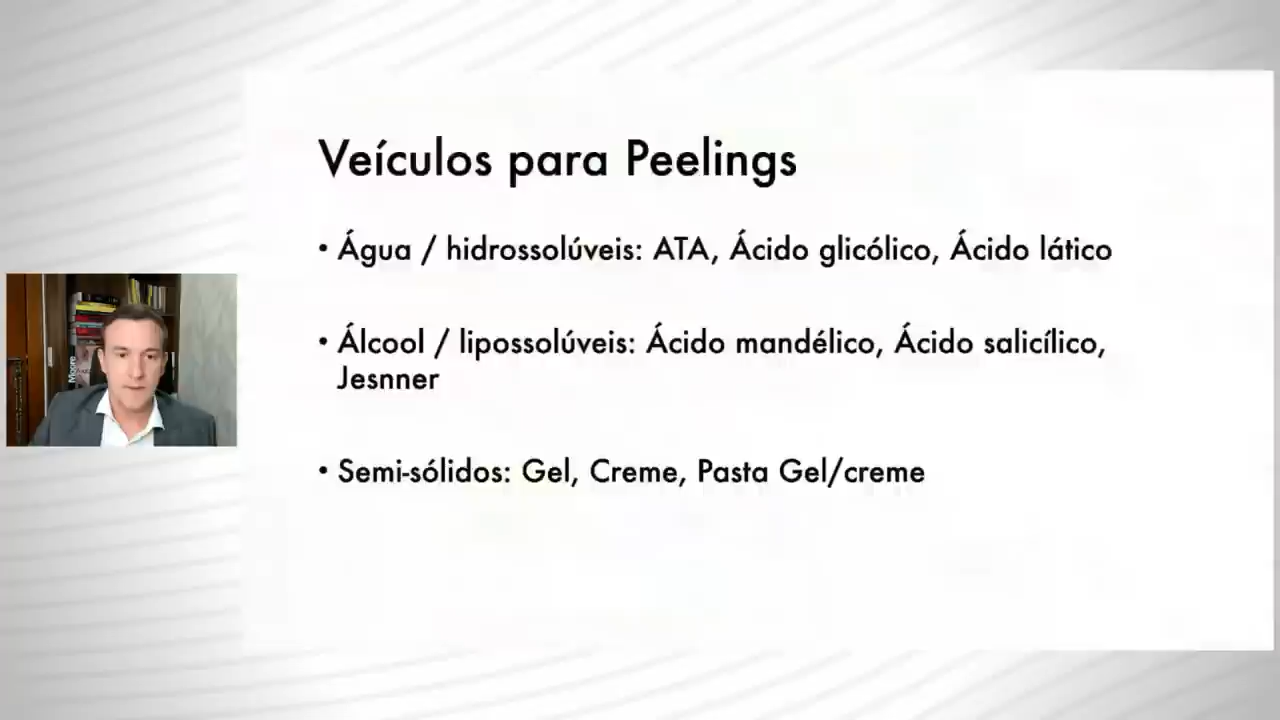 Veículos para Peelings
• Água / hidrossolúveis: ATA, Ácido glicólico, Ácido lático
• Álcool / lipossolúveis: Ácido mandélico, Ácido salicílico,
Jesnner
• Semi-sólidos: Gel, Creme, Pasta Gel/creme
Moore